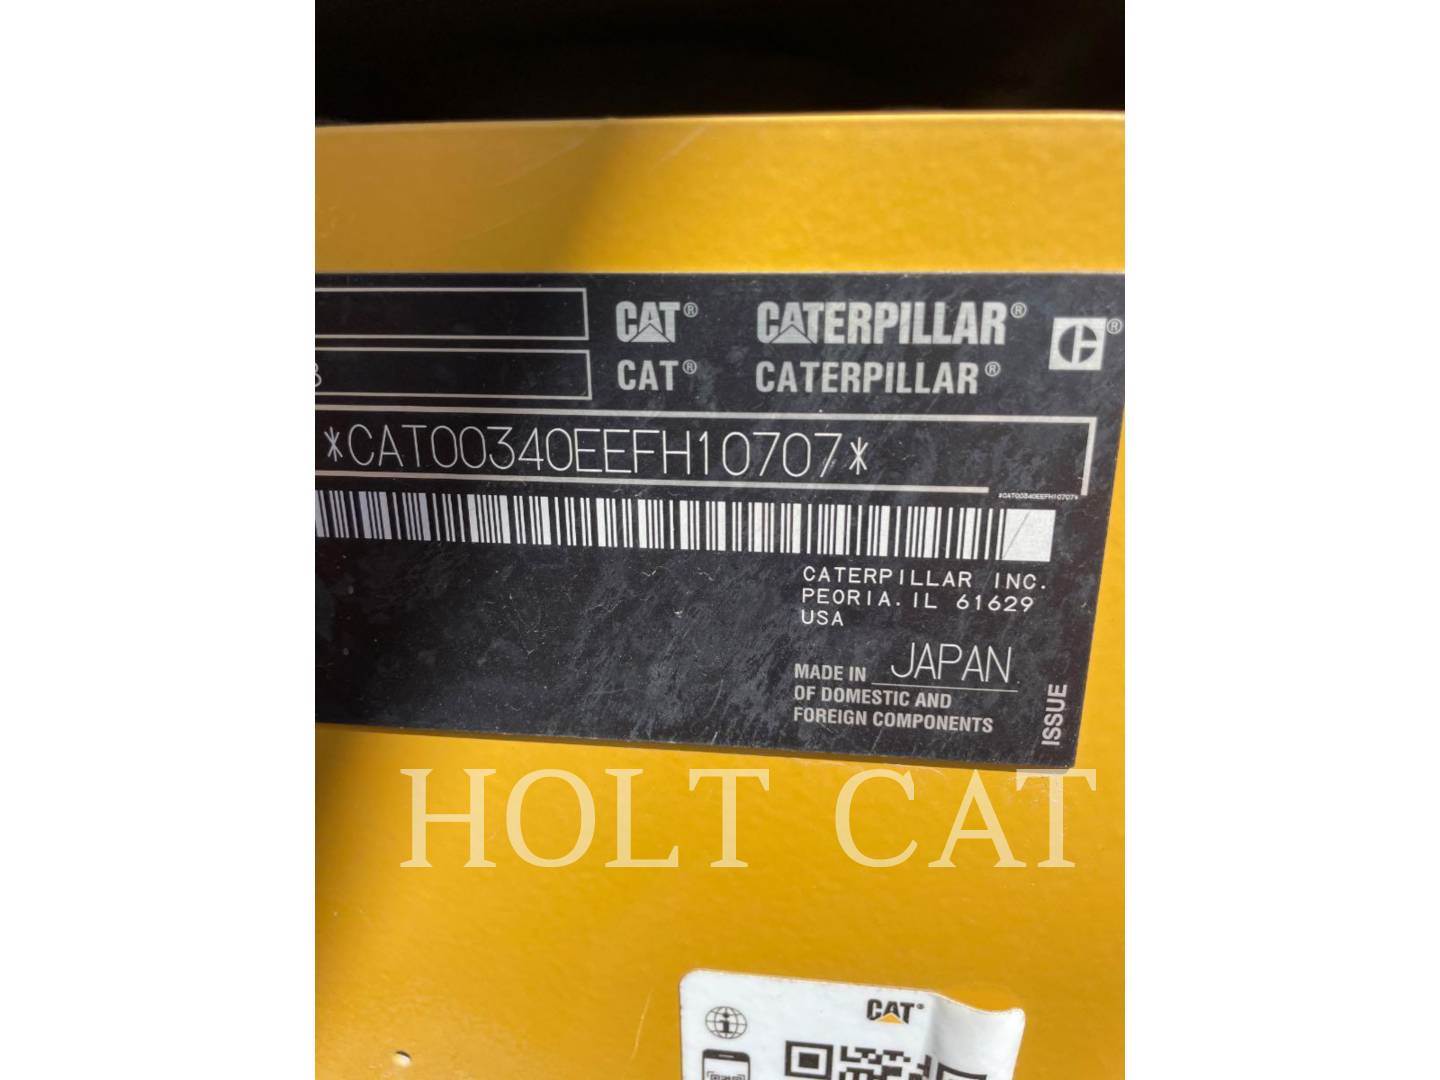 CAT® CATERPILLAR® C®
CAT® CATERPILLAR®
*CAT00340EEFH10707*
*CAT00340EEFH10707*
CATERPILLAR INC.
PEORIA. IL 61629
USA
MADE IN JAPAN
OF DOMESTIC AND
FOREIGN COMPONENTS
ISSUE
HOLT CAT
CAT®